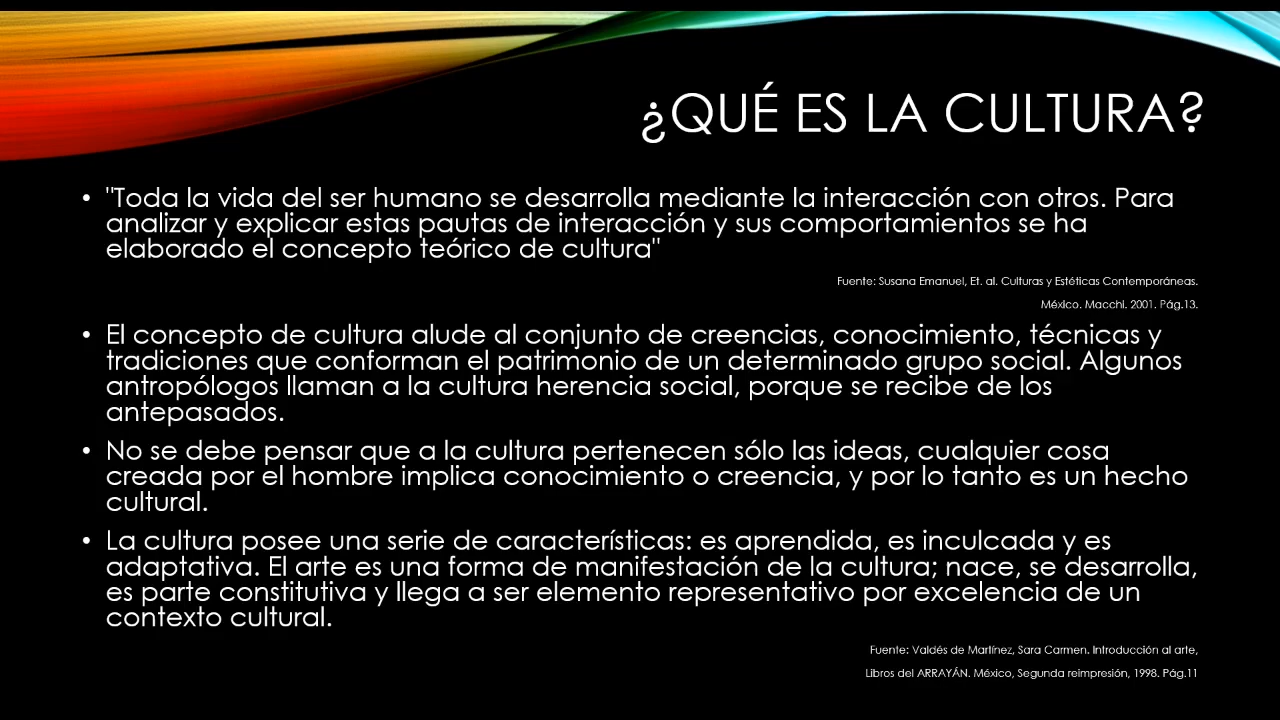 ¿QUÉ ES LA CULTURA?
• "Toda la vida del ser humano se desarrolla mediante la interacción con otros. Para
analizar y explicar estas pautas de interacción y sus comportamientos se ha
elaborado el concepto teórico de cultura"
Fuente: Susana Emanuel, Et. al. Culturas y Estéticas Contemporáneas.
México. Macchi. 2001. Pág.13.
• El concepto de cultura alude al conjunto de creencias, conocimiento, técnicas y
tradiciones que conforman el patrimonio de un determinado grupo social. Algunos
antropólogos llaman a la cultura herencia social, porque se recibe de los
antepasados.
• No se debe pensar que a la cultura pertenecen sólo las ideas, cualquier cosa
creada por el hombre implica conocimiento o creencia, y por lo tanto es un hecho
cultural.
• La cultura posee una serie de características: es aprendida, es inculcada y es
adaptativa. El arte es una forma de manifestación de la cultura; nace, se desarrolla,
es parte constitutiva y llega a ser elemento representativo por excelencia de un
contexto cultural.
Fuente: Valdés de Martínez, Sara Carmen. Introducción al arte,
Libros del ARRAYÁN. México, Segunda reimpresión, 1998. Pág.11